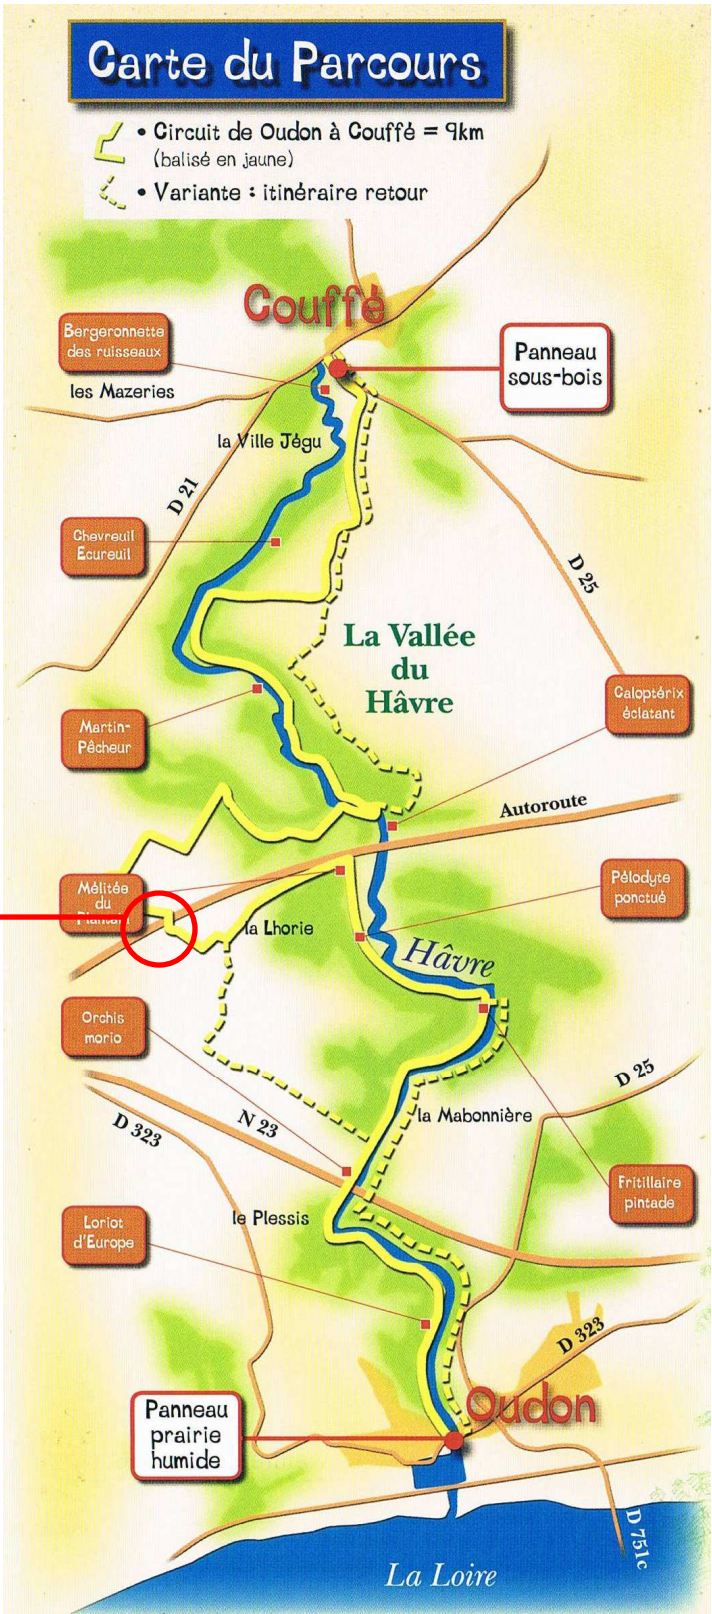 Carte du Parcours
• Circuit de Oudon à Couffé = 9km
(balisé en jaune)
• Variante : itinéraire retour
Couffé
Bergeronnette
des ruisseaux
Panneau
sous-bois
les Mazeries
la Ville Jégu
D 21
Chevreuil
Ecureuil
D 25
La Vallée
du
Hâvre
Caloptérix
éclatant
Martin-
Pêcheur
Autoroute
Mélitée
du
Plantain
Pélodyte
ponctué
la Lhorie
Hâvre
Orchis
morio
D 25
la Mabonnière
N 23
D 323
Fritillaire
pintade
le Plessis
Loriot
d'Europe
D 323
Oudon
Panneau
prairie
humide
D 751c
La Loire